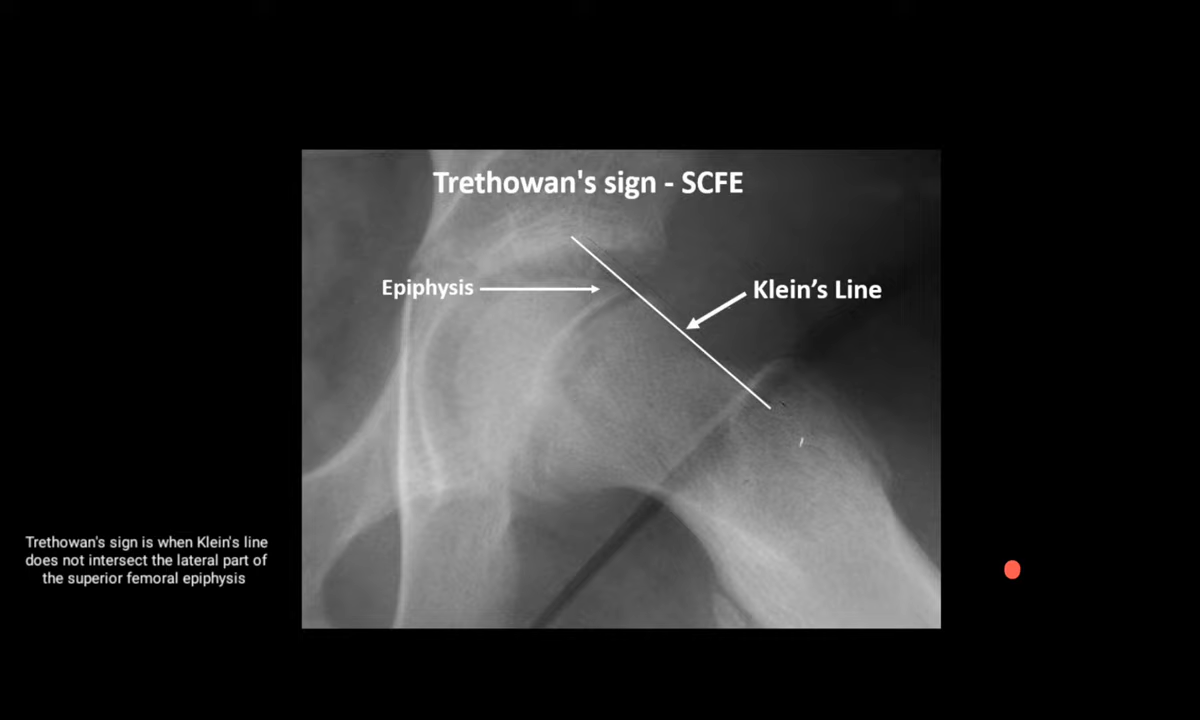 Trethowan's sign - SCFE
Epiphysis
Klein’s Line
Trethowan's sign is when Klein's line
does not intersect the lateral part of
the superior femoral epiphysis